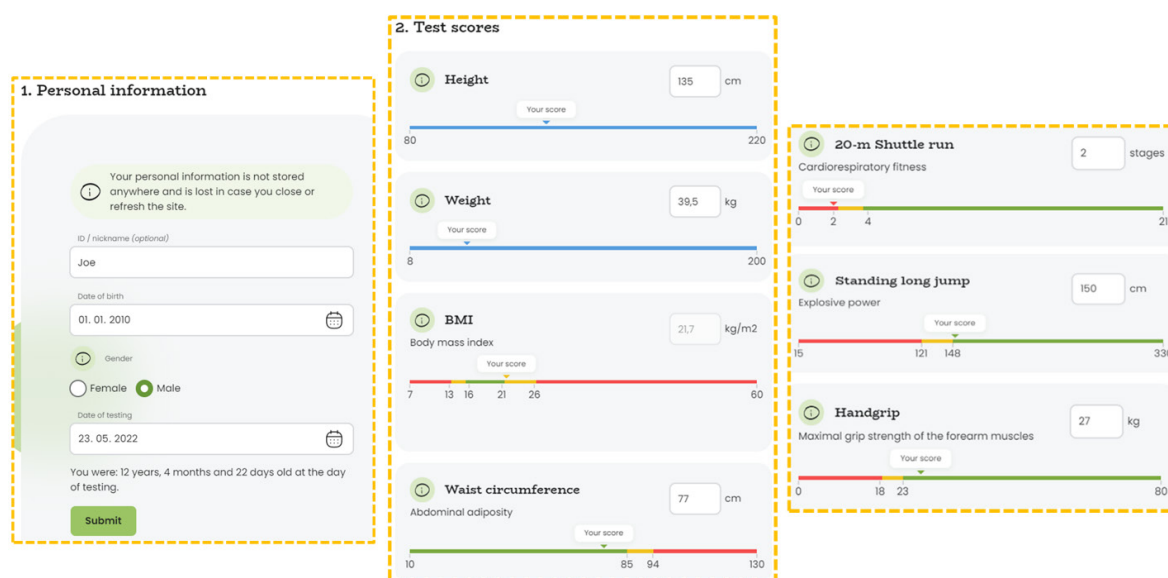 1. Personal information
Your personal information is not stored
anywhere and is lost in case you close or
refresh the site.
ID / nickname (optional)
Joe
Date of birth
01. 01. 2010
Gender
Female Male
Date of testing
23. 05. 2022
You were: 12 years, 4 months and 22 days old at the day
of testing.
Submit
2. Test scores
Height 135 cm
Your score
80 220
Weight 39,5 kg
Your score
8 200
BMI 21,7 kg/m2
Body mass index
Your score
7 13 16 21 26 60
Waist circumference 77 cm
Abdominal adiposity
Your score
10 85 94 130
20-m Shuttle run 2 stages
Cardiorespiratory fitness
Your score
0 2 4 21
Standing long jump 150 cm
Explosive power
Your score
15 121 148 330
Handgrip 27 kg
Maximal grip strength of the forearm muscles
Your score
0 18 23 80